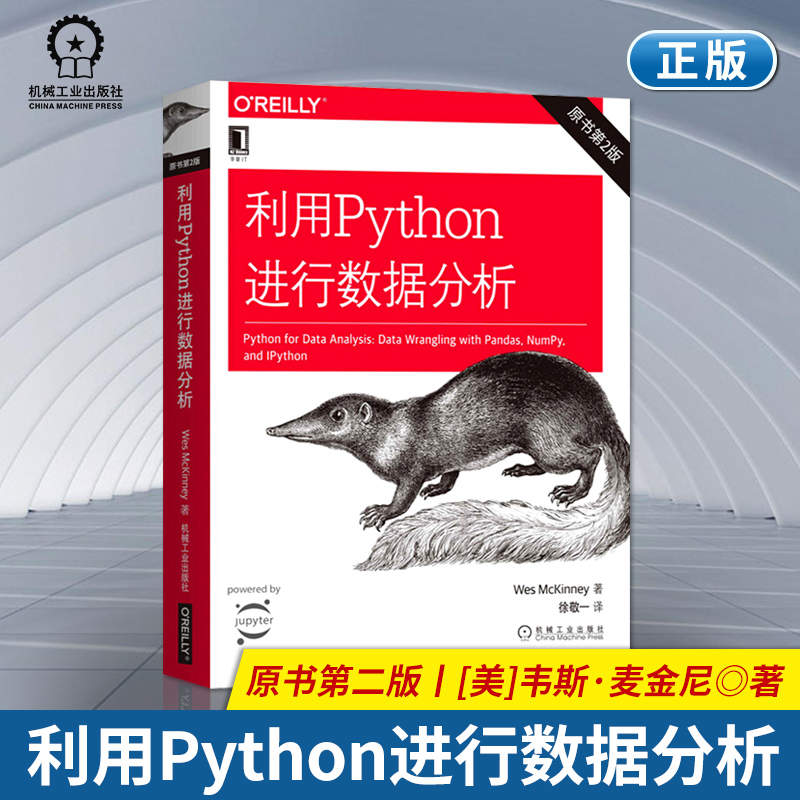 机械工业出版社
CHINA MACHINE PRESS
正版
O'REILLY®
原书第2版
华章IT
利用Python
进行数据分析
Python for Data Analysis: Data Wrangling with Pandas, NumPy,
and IPython
powered by
jupyter
Wes McKinney 著
徐敬一 译
机械工业出版社
China Machine Press
原书第2版
利用Python进行数据分析
Wes McKinney 著
机械工业出版社
O'REILLY®
原书第二版丨[美]韦斯·麦金尼◎著
利用Python进行数据分析